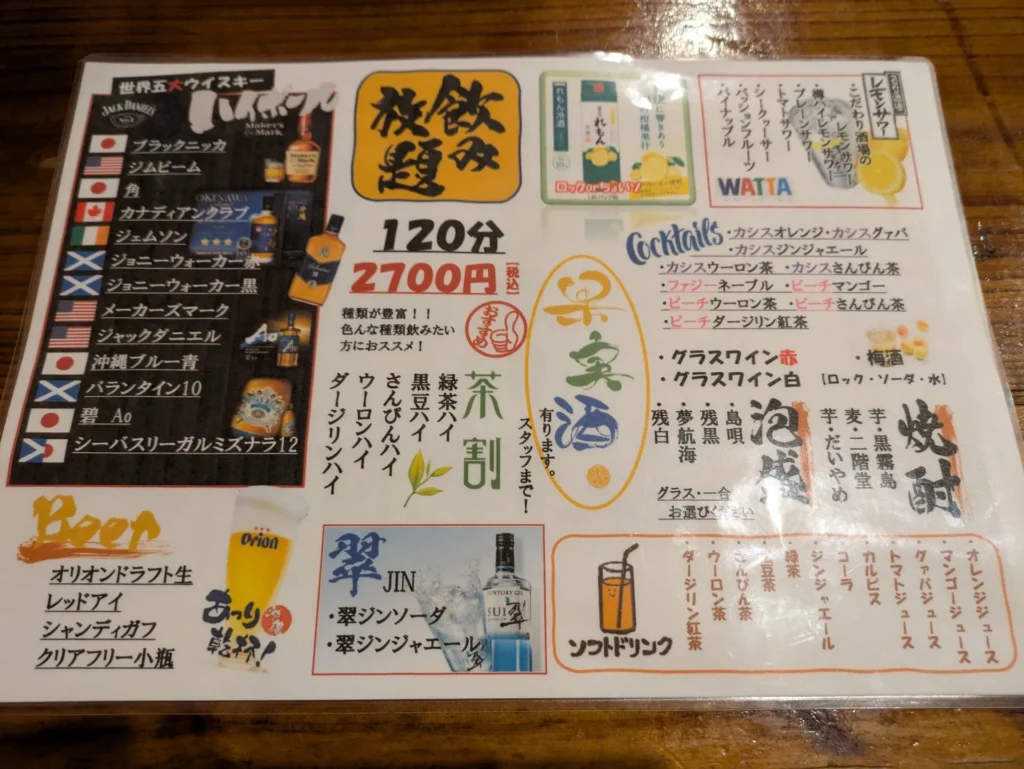 世界五大ウイスキー
ハイボール
JACK DANIEL'S
Maker's
Mark
ブラックニッカ
ジムビーム
角
カナディアンクラブ
ジェムソン
ジョニーウォーカー赤
ジョニーウォーカー黒
メーカーズマーク
ジャックダニエル
沖縄ブルー青
バランタイン10
碧 Ao
シーバスリーガルミズナラ12
OKINAWA
Ao
飲み
放題
120分
2700円[税込]
種類が豊富!!
色んな種類飲みたい
方におススメ!
おすすめ
れもん
ロックorちょいソ
レモンサワー
こだわり酒場の
レモンサワー
樽ハイレモンサワー
プレーンサワー
トマトサワー
シークヮーサー
パッションフルーツ
パイナップル
WATTA
Cocktails
・カシスオレンジ・カシスグァバ
・カシスジンジャエール
・カシスウーロン茶 ・カシスさんぴん茶
・ファジーネーブル ・ピーチマンゴー
・ピーチウーロン茶 ・ピーチさんぴん茶
・ピーチダージリン紅茶
・グラスワイン赤
・グラスワイン白
・梅酒
[ロック・ソーダ・水]
果実酒
有ります。
スタッフまで!
茶割
緑茶ハイ
黒豆ハイ
さんぴんハイ
ウーロンハイ
ダージリンハイ
焼酎
芋・黒霧島
麦・二階堂
芋・だいやめ
泡盛
・島唄
・残黒
・夢航海
・残白
グラス・一合
お選びください
Beer
オリオンドラフト生
レッドアイ
シャンディガフ
クリアフリー小瓶
Orion
あっり
乾杯!
翠JIN
・翠ジンソーダ
・翠ジンジャエール
SUNTORY GIN
SUI
翠
ソフトドリンク
・オレンジジュース
・マンゴージュース
・グァバジュース
・トマトジュース
・カルピス
・コーラ
・ジンジャエール
・緑茶
・黒豆茶
・さんぴん茶
・ウーロン茶
・ダージリン紅茶